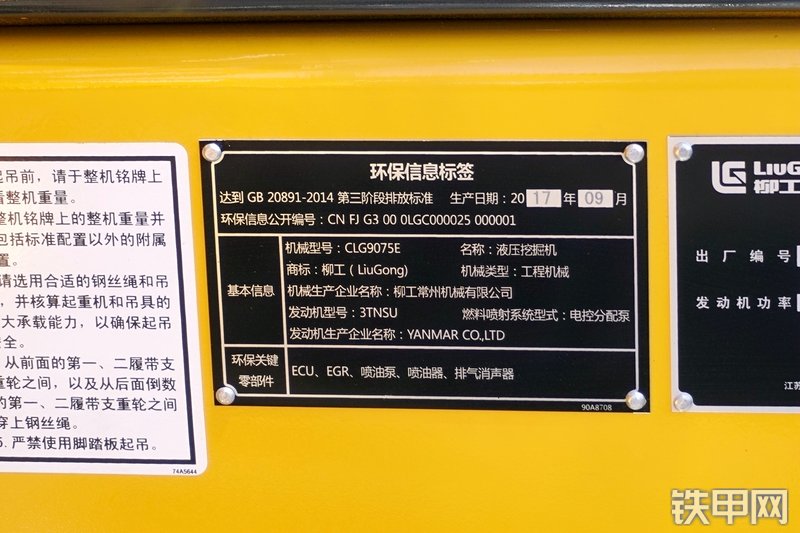 起吊前，请于整机铭牌上
看整机重量。
整机铭牌上的整机重量并
包括标准配置以外的附属
置。
请选用合适的钢丝绳和吊
，并核算起重机和吊具的
大承载能力，以确保起吊
安全。
从前面的第一、二履带支
重轮之间，以及从后面倒数
的第一、二履带支重轮之间
穿上钢丝绳。
5.严禁使用脚踏板起吊。
74A5644
环保信息标签
达到 GB 20891-2014 第三阶段排放标准 生产日期：2017 年 09 月
环保信息公开编号：CN FJ G3 00 0LGC000025 000001
基本信息
机械型号：CLG9075E 名称：液压挖掘机
商标：柳工 ( LiuGong) 机械类型：工程机械
机械生产企业名称：柳工常州机械有限公司
发动机型号：3TNSU 燃料喷射系统型式：电控分配泵
发动机生产企业名称：YANMAR CO.,LTD
环保关键
零部件
ECU、EGR、喷油泵、喷油器、排气消声器
90A8708
LG LiuG
柳工
出厂编号
发动机功率
江苏
铁甲网